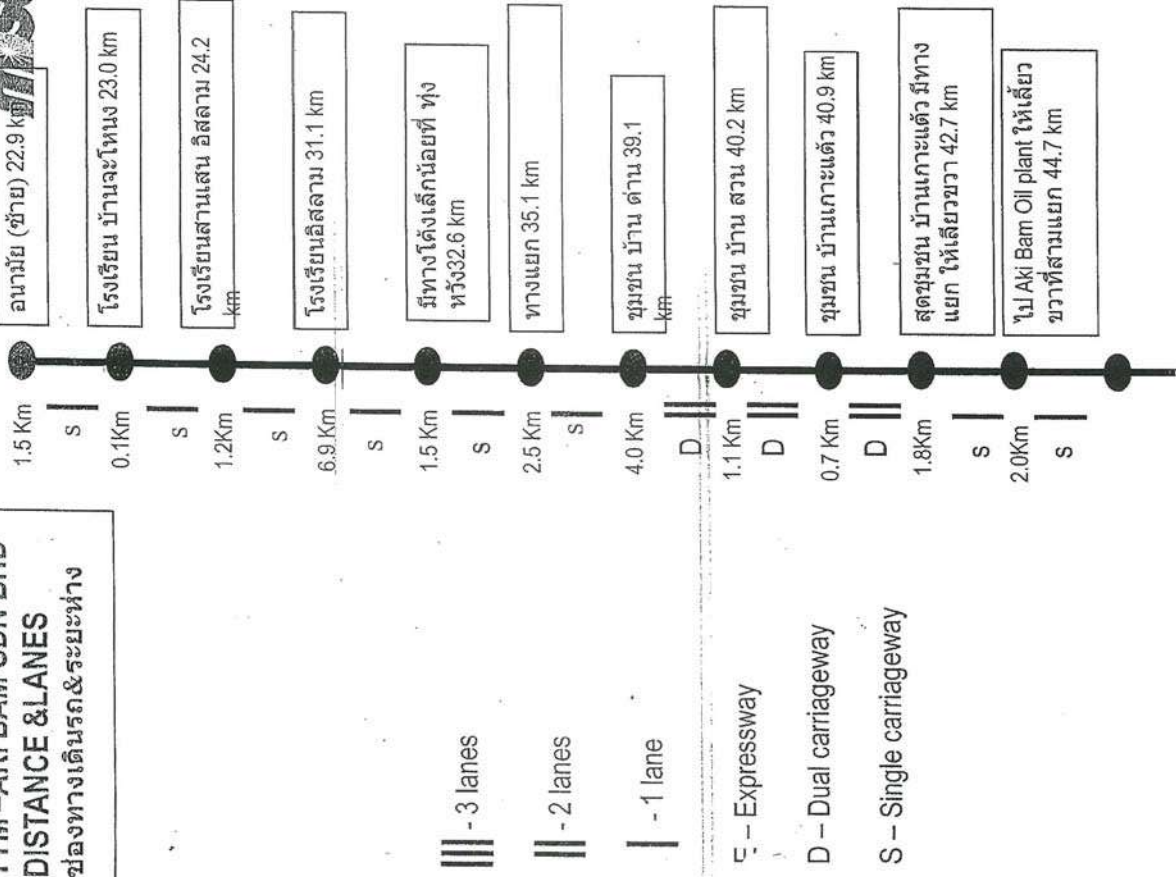 DISTANCE &LANES
ช่องทางเดินรถ&ระยะห่าง
- 3 lanes
- 2 lanes
- 1 lane
– Expressway
D – Dual carriageway
S – Single carriageway
1.5 Km
S
0.1Km
S
1.2Km
S
6.9 Km
S
1.5 Km
S
2.5 Km
S
4.0 Km
D
1.1 Km
D
0.7 Km
D
1.8Km
S
2.0Km
S
อนามัย (ซ้าย) 22.9 km
โรงเรียน บ้านจะโหนง 23.0 km
โรงเรียนสานเสน อิสลาม 24.2
km
โรงเรียนอิสลาม 31.1 km
มีทางโค้งเล็กน้อยที่ ทุ่ง
หวัง32.6 km
ทางแยก 35.1 km
ชุมชน บ้าน ด่าน 39.1
km
ชุมชน บ้าน สวน 40.2 km
ชุมชน บ้านเกาะแต้ว 40.9 km
สุดชุมชน บ้านเกาะแต้ว มีทาง
แยก ให้เลี้ยวขวา 42.7 km
ไป Aki Bam Oil plant ให้เลี้ยว
ขวาที่สามแยก 44.7 km